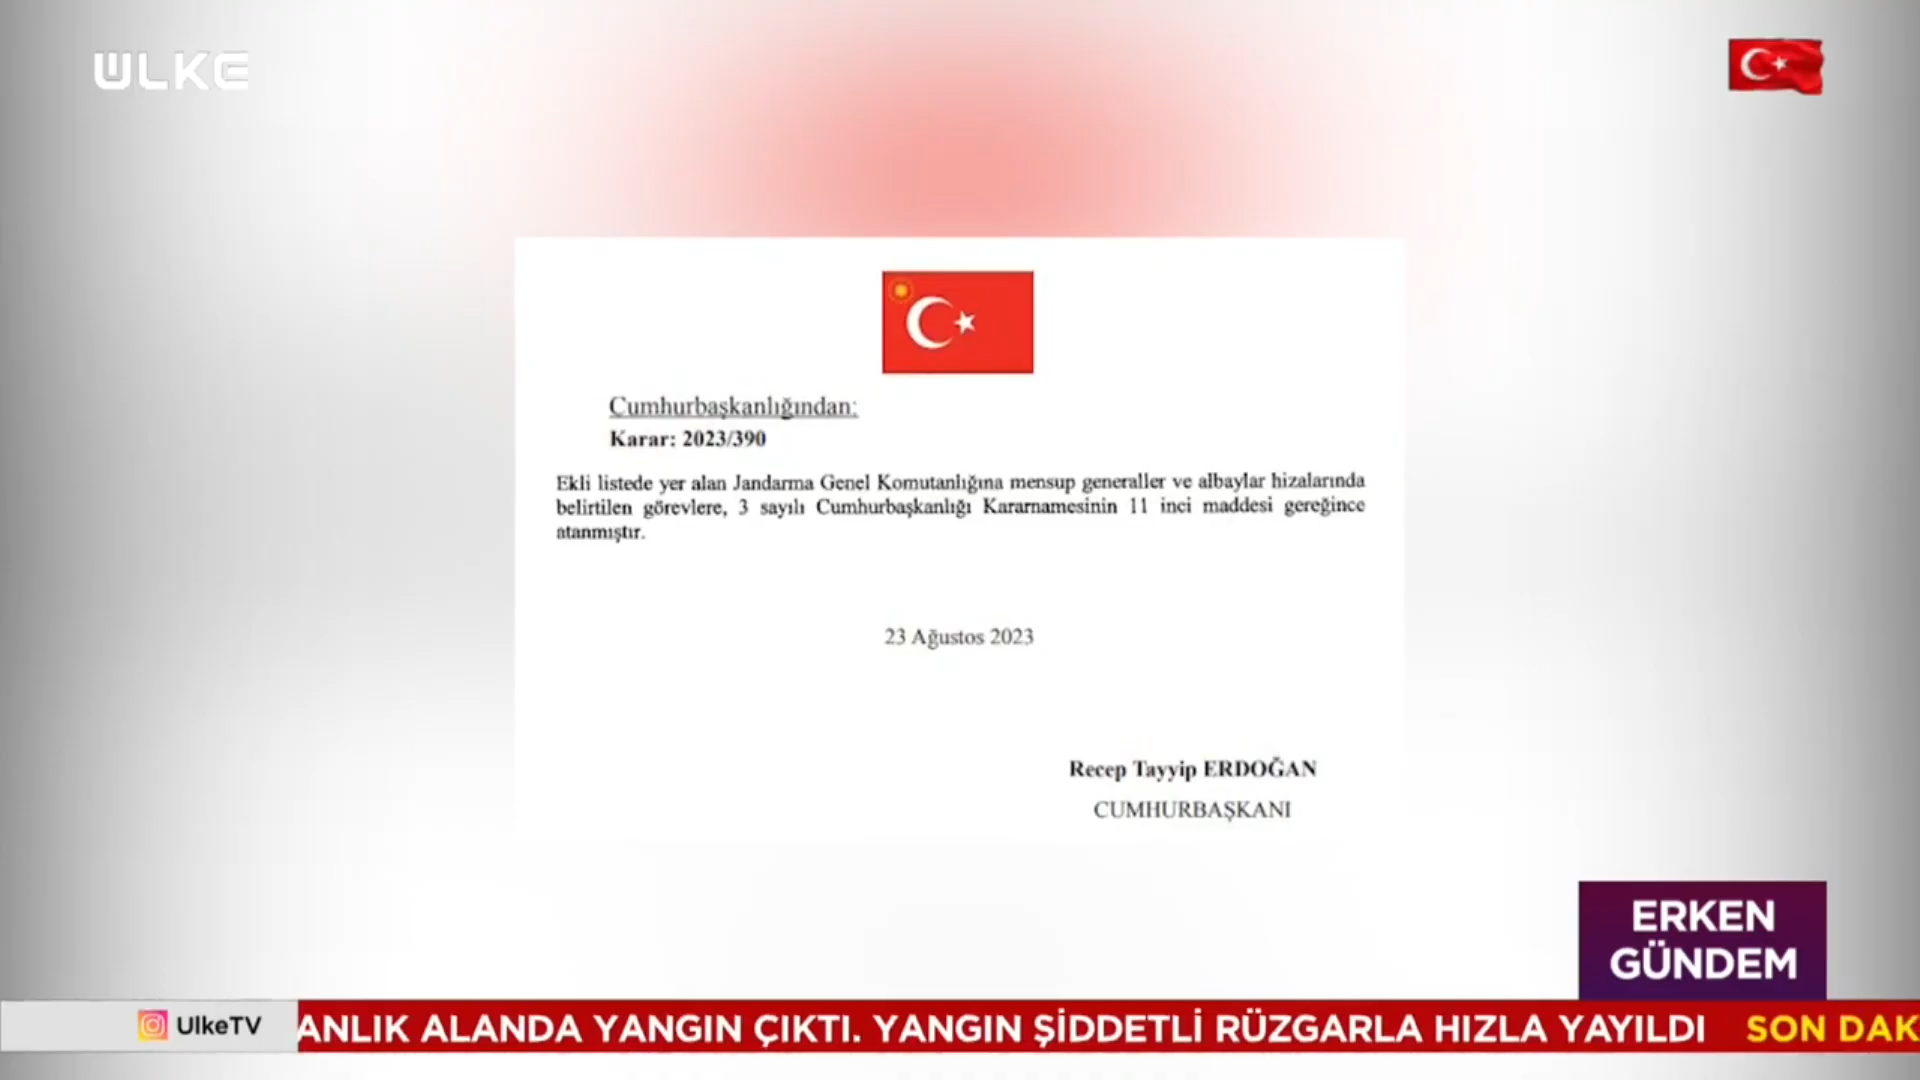 ÜLKE
Cumhurbaşkanlığından:
Karar: 2023/390
Ekli listede yer alan Jandarma Genel Komutanlığına mensup generaller ve albaylar hizalarında
belirtilen görevlere, 3 sayılı Cumhurbaşkanlığı Kararnamesinin 11 inci maddesi gereğince
atanmıştır.
23 Ağustos 2023
Recep Tayyip ERDOĞAN
CUMHURBAŞKANI
ERKEN
GÜNDEM
UlkeTV
ANLIK ALANDA YANGIN ÇIKTI. YANGIN ŞİDDETLİ RÜZGARLA HIZLA YAYILDI SON DAK